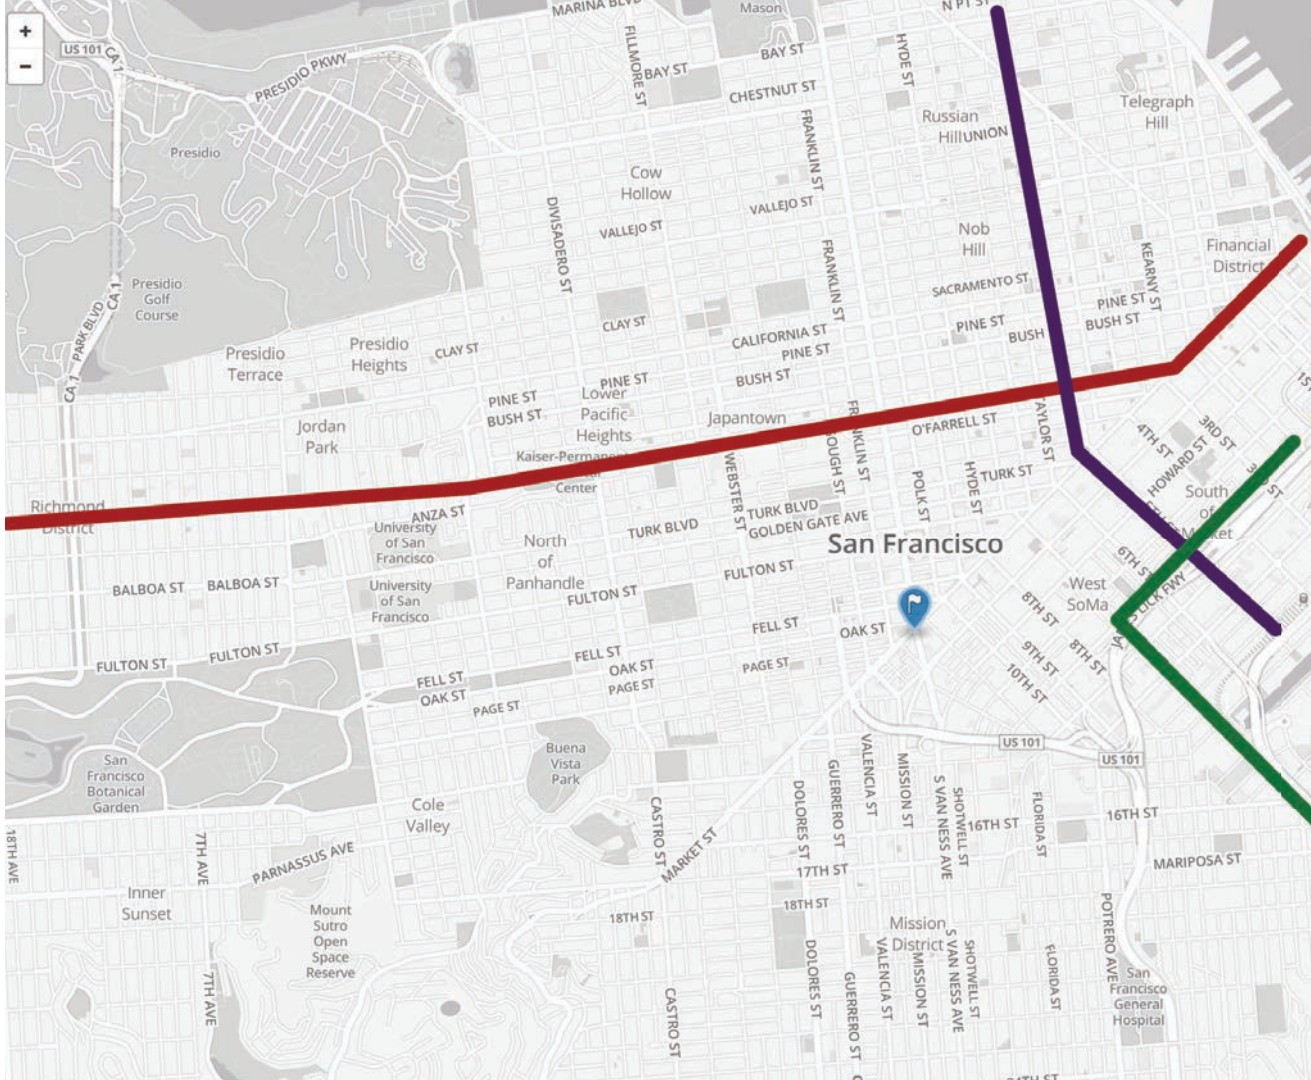 +
−
MARINA BLVD
Mason
N PT ST
US 101
CA 1
PRESIDIO PKWY
FILLMORE ST
BAY ST
BAY ST
HYDE ST
CHESTNUT ST
Telegraph
Hill
Russian
Hill
UNION
FRANKLIN ST
Presidio
Cow
Hollow
DIVISADERO ST
VALLEJO ST
VALLEJO ST
Nob
Hill
FRANKLIN ST
KEARNY ST
Financial
District
Presidio
Golf
Course
CA 1
PARK BLVD
SACRAMENTO ST
CLAY ST
CALIFORNIA ST
PINE ST
PINE ST
BUSH ST
BUSH
PINE ST
Presidio
Terrace
Presidio
Heights
CLAY ST
CA 1
PINE ST
PINE ST
BUSH ST
BUSH ST
Lower
Pacific
Heights
Japantown
FRANKLIN ST
O'FARRELL ST
TAYLOR ST
4TH ST
3RD ST
HOWARD ST
Jordan
Park
Kaiser-Permanen
Center
WEBSTER ST
GOUGH ST
POLK ST
HYDE ST
TURK ST
South
of
Market
Richmond
District
ANZA ST
University
of San
Francisco
North
of
Panhandle
TURK BLVD
TURK BLVD
GOLDEN GATE AVE
San Francisco
6TH ST
BALBOA ST
BALBOA ST
University
of San
Francisco
FULTON ST
FULTON ST
West
SoMa
8TH ST
FELL ST
OAK ST
9TH ST
8TH ST
10TH ST
FULTON ST
FULTON ST
FELL ST
OAK ST
PAGE ST
PAGE ST
FELL ST
OAK ST
PAGE ST
US 101
US 101
San
Francisco
Botanical
Garden
Buena
Vista
Park
Cole
Valley
VALENCIA ST
MISSION ST
GUERRERO ST
DOLORES ST
S VAN NESS AVE
SHOTWELL ST
16TH ST
FLORIDA ST
16TH ST
CASTRO ST
MARKET ST
18TH AVE
7TH AVE
PARNASSUS AVE
17TH ST
MARIPOSA ST
Inner
Sunset
Mount
Sutro
Open
Space
Reserve
18TH ST
18TH ST
Mission
District
POTRERO AVE
7TH AVE
CASTRO ST
DOLORES ST
GUERRERO ST
VALENCIA ST
MISSION ST
S VAN NESS AVE
SHOTWELL ST
FLORIDA ST
San
Francisco
General
Hospital